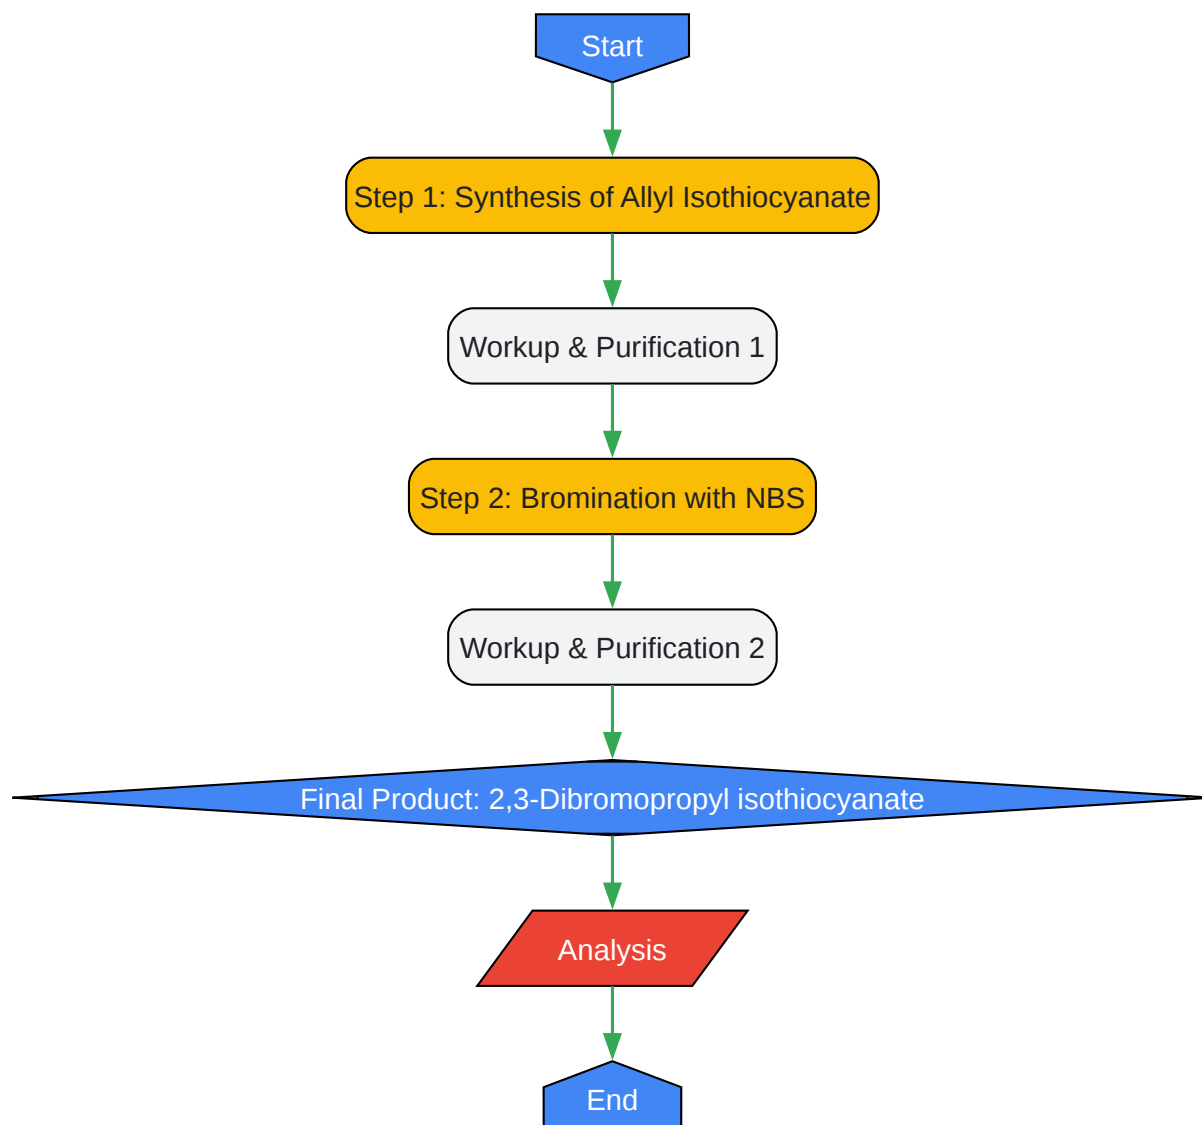 Start
Step 1: Synthesis of Allyl Isothiocyanate
Workup & Purification 1
Step 2: Bromination with NBS
Workup & Purification 2
Final Product: 2,3-Dibromopropyl isothiocyanate
Analysis
End